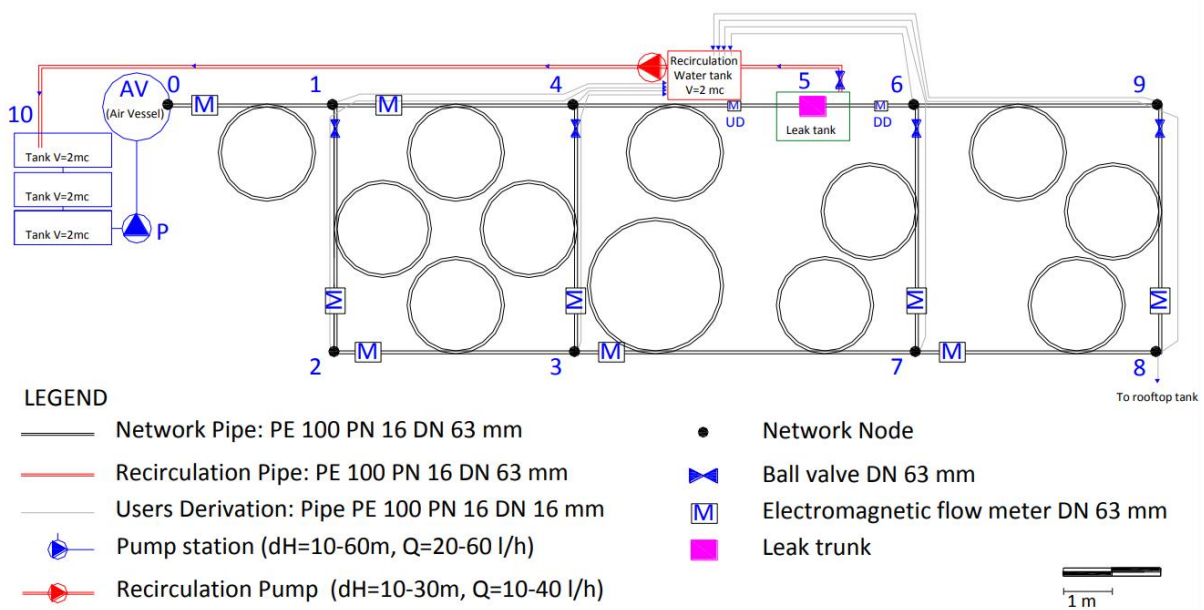 AV
(Air Vessel)
0
M
1
M
4
Recirculation
Water tank
V=2 mc
5
6
9
10
M
UD
Leak tank
M
DD
Tank V=2mc
Tank V=2mc
Tank V=2mc
P
M
M
M
M
2
M
3
M
7
M
8
To rooftop tank
LEGEND
Network Pipe: PE 100 PN 16 DN 63 mm
Recirculation Pipe: PE 100 PN 16 DN 63 mm
Users Derivation: Pipe PE 100 PN 16 DN 16 mm
Pump station (dH=10-60m, Q=20-60 l/h)
Recirculation Pump (dH=10-30m, Q=10-40 l/h)
Network Node
Ball valve DN 63 mm
M
Electromagnetic flow meter DN 63 mm
Leak trunk
1 m